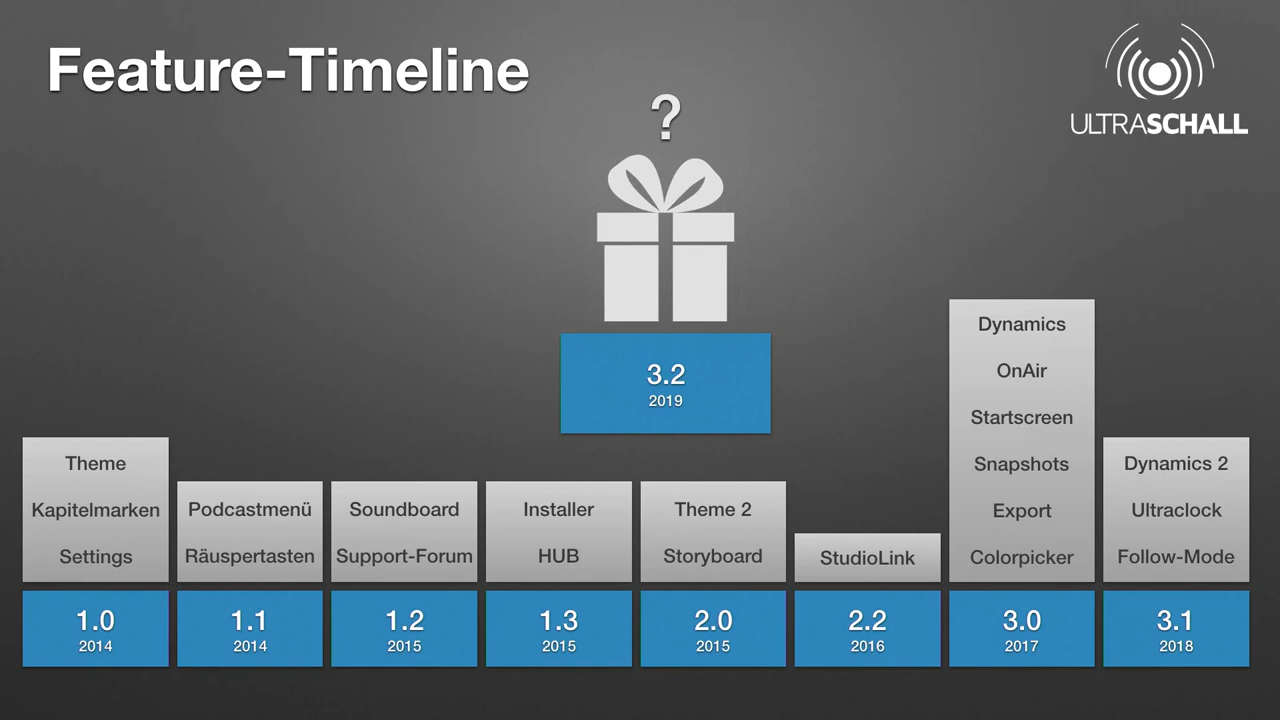 Feature-Timeline
ULTRASCHALL
?
3.2
2019
Theme
Kapitelmarken
Settings
1.0
2014
Podcastmenü
Räuspertasten
1.1
2014
Soundboard
Support-Forum
1.2
2015
Installer
HUB
1.3
2015
Theme 2
Storyboard
2.0
2015
StudioLink
2.2
2016
Dynamics
OnAir
Startscreen
Snapshots
Export
Colorpicker
3.0
2017
Dynamics 2
Ultraclock
Follow-Mode
3.1
2018